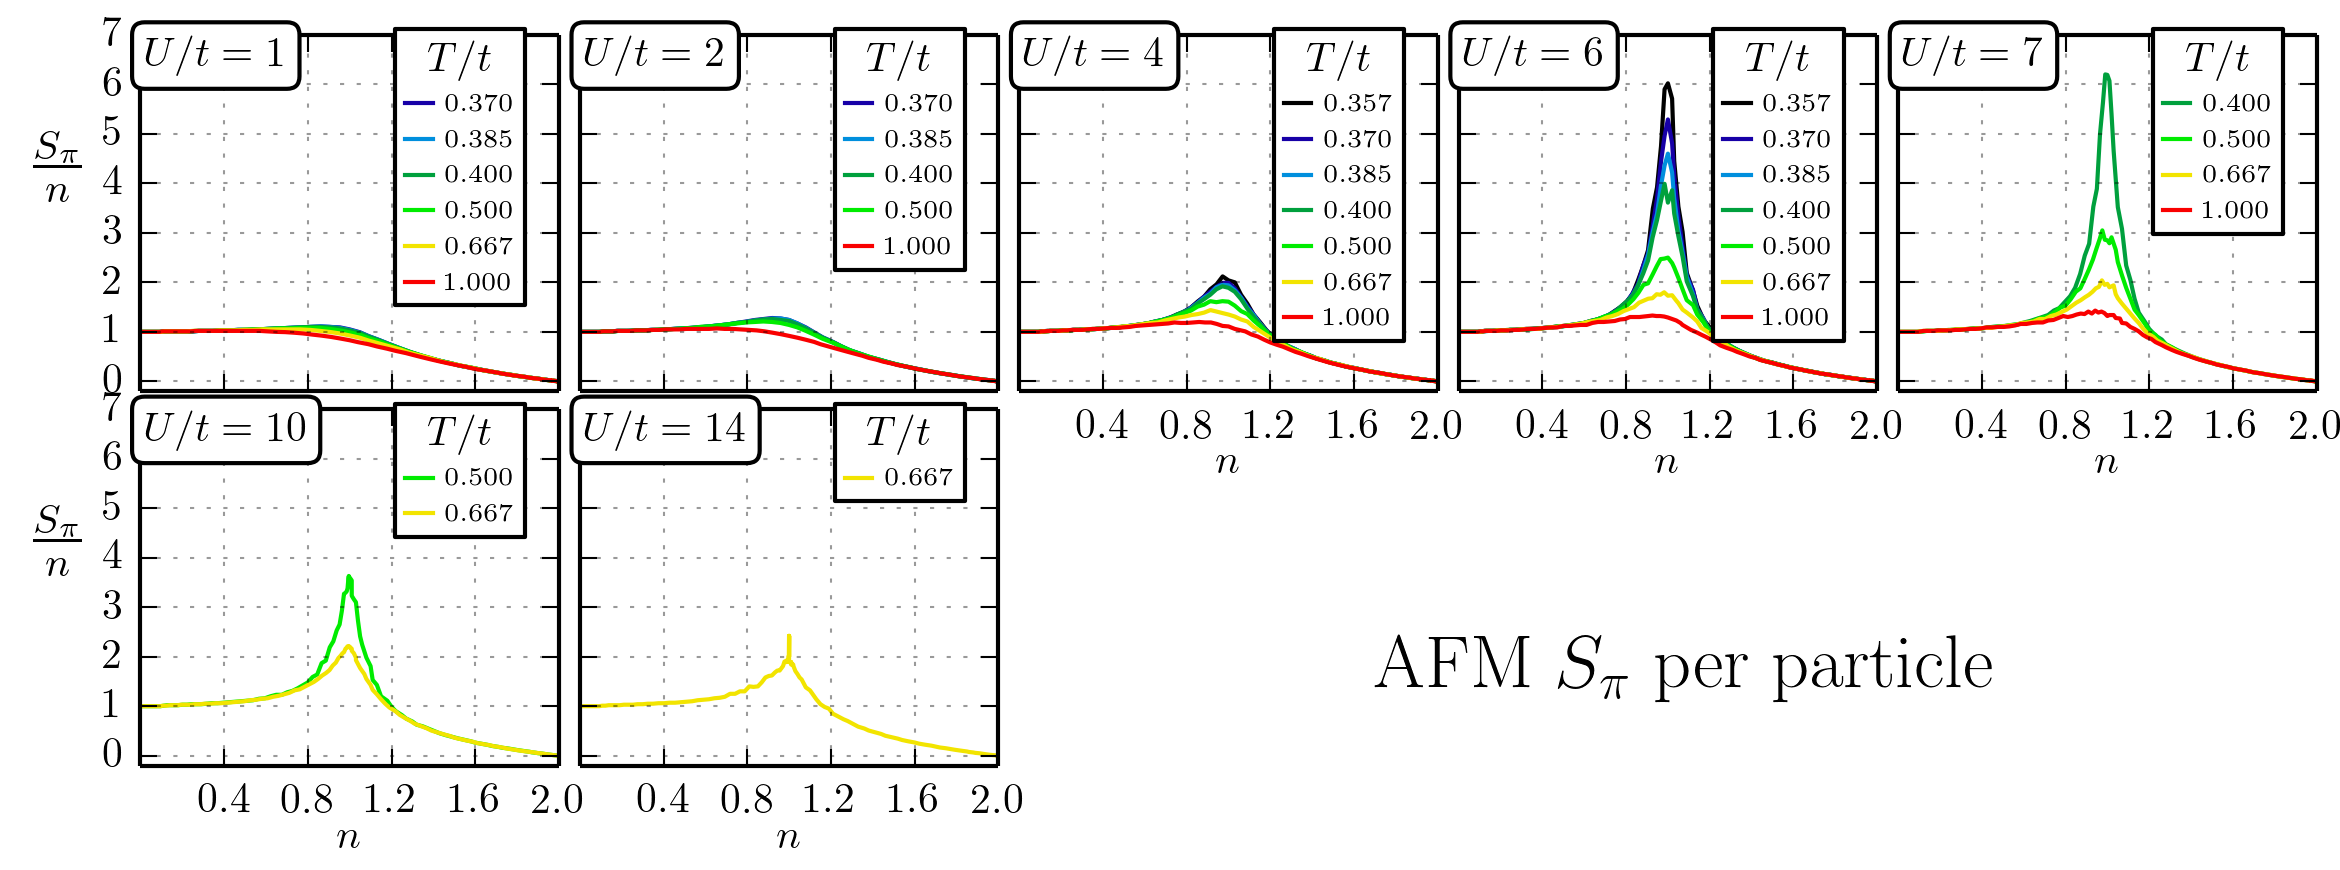 U/t = 1
T/t
0.370
0.385
0.400
0.500
0.667
1.000
S_π
n
7
6
5
4
3
2
1
0
U/t = 2
T/t
0.370
0.385
0.400
0.500
1.000
U/t = 4
T/t
0.357
0.370
0.385
0.400
0.500
0.667
1.000
0.4 0.8 1.2 1.6 2.0
n
U/t = 6
T/t
0.357
0.370
0.385
0.400
0.500
0.667
1.000
0.4 0.8 1.2 1.6 2.0
n
U/t = 7
T/t
0.400
0.500
0.667
1.000
0.4 0.8 1.2 1.6 2.0
n
U/t = 10
T/t
0.500
0.667
S_π
n
7
6
5
4
3
2
1
0
0.4 0.8 1.2 1.6 2.0
n
U/t = 14
T/t
0.667
0.4 0.8 1.2 1.6 2.0
n
AFM S_π per particle